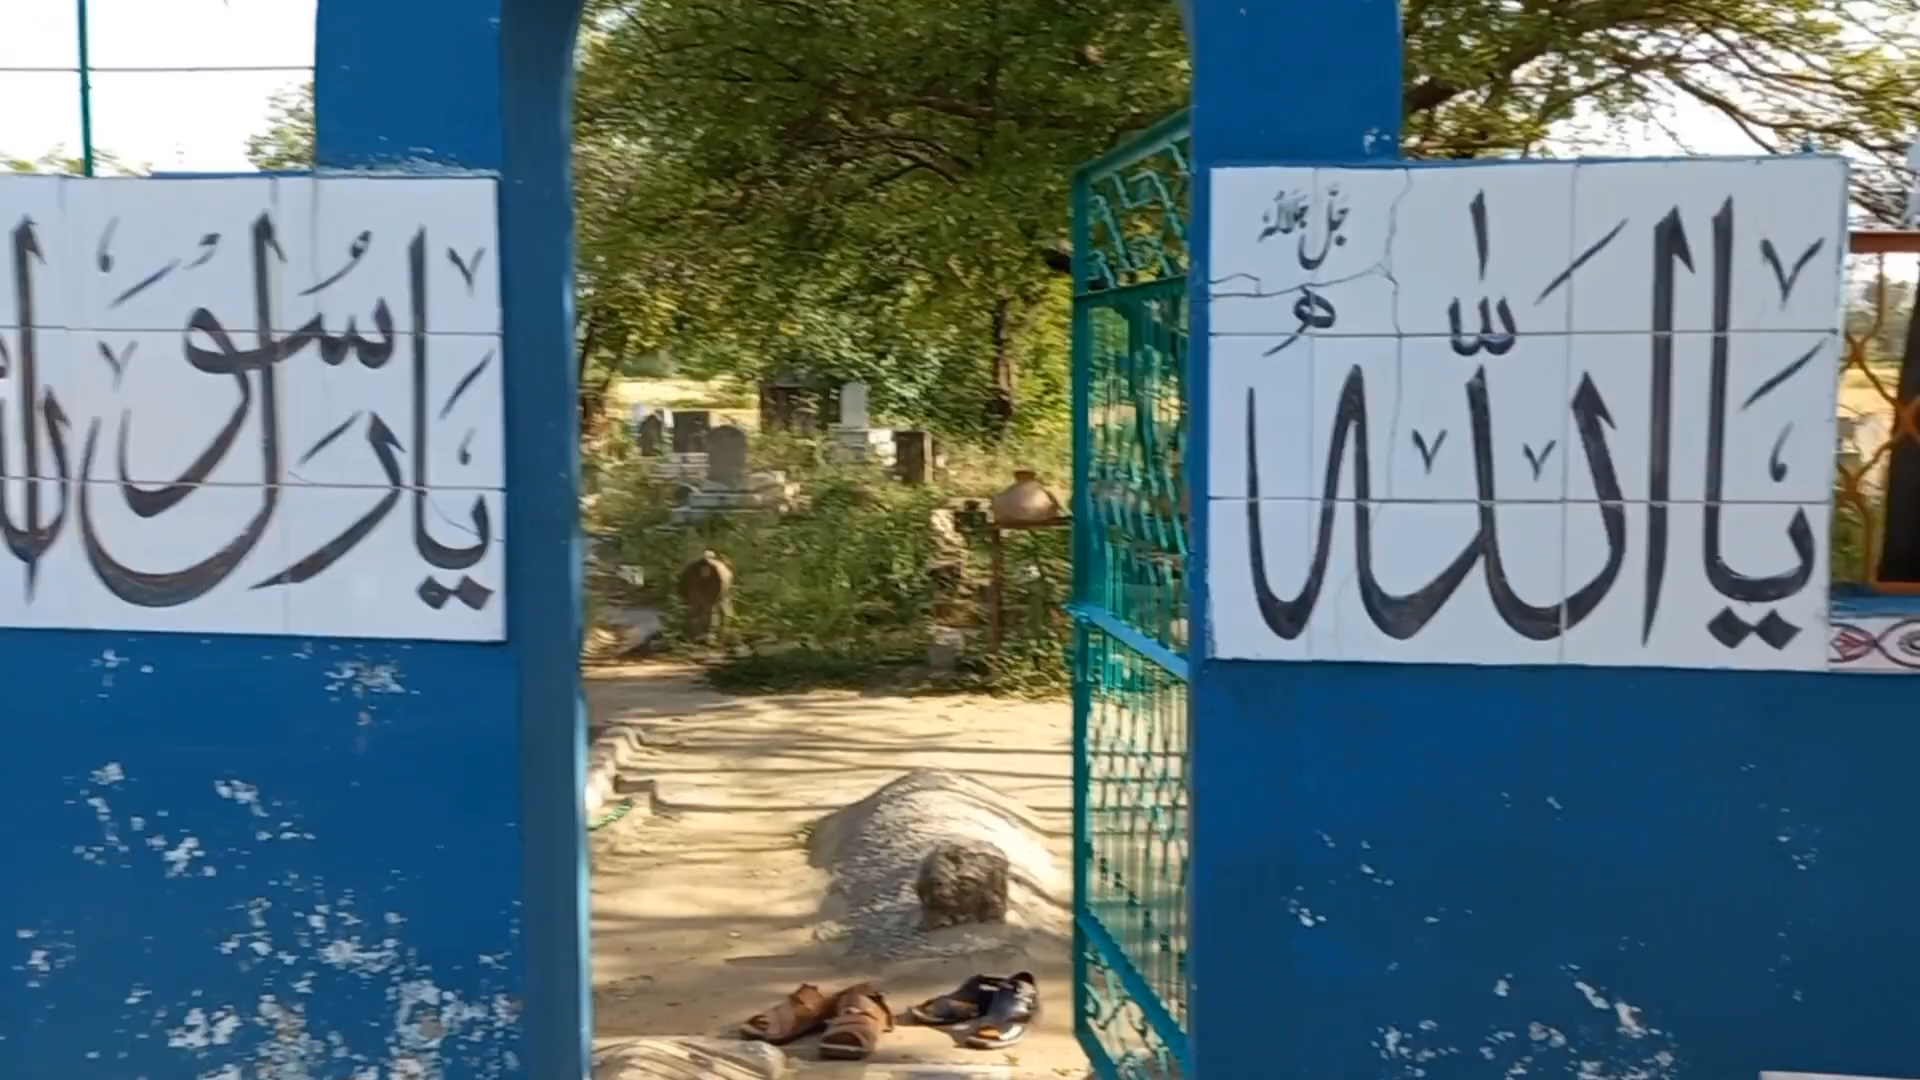 یا اللہ
جل جلالہ
یا رسول